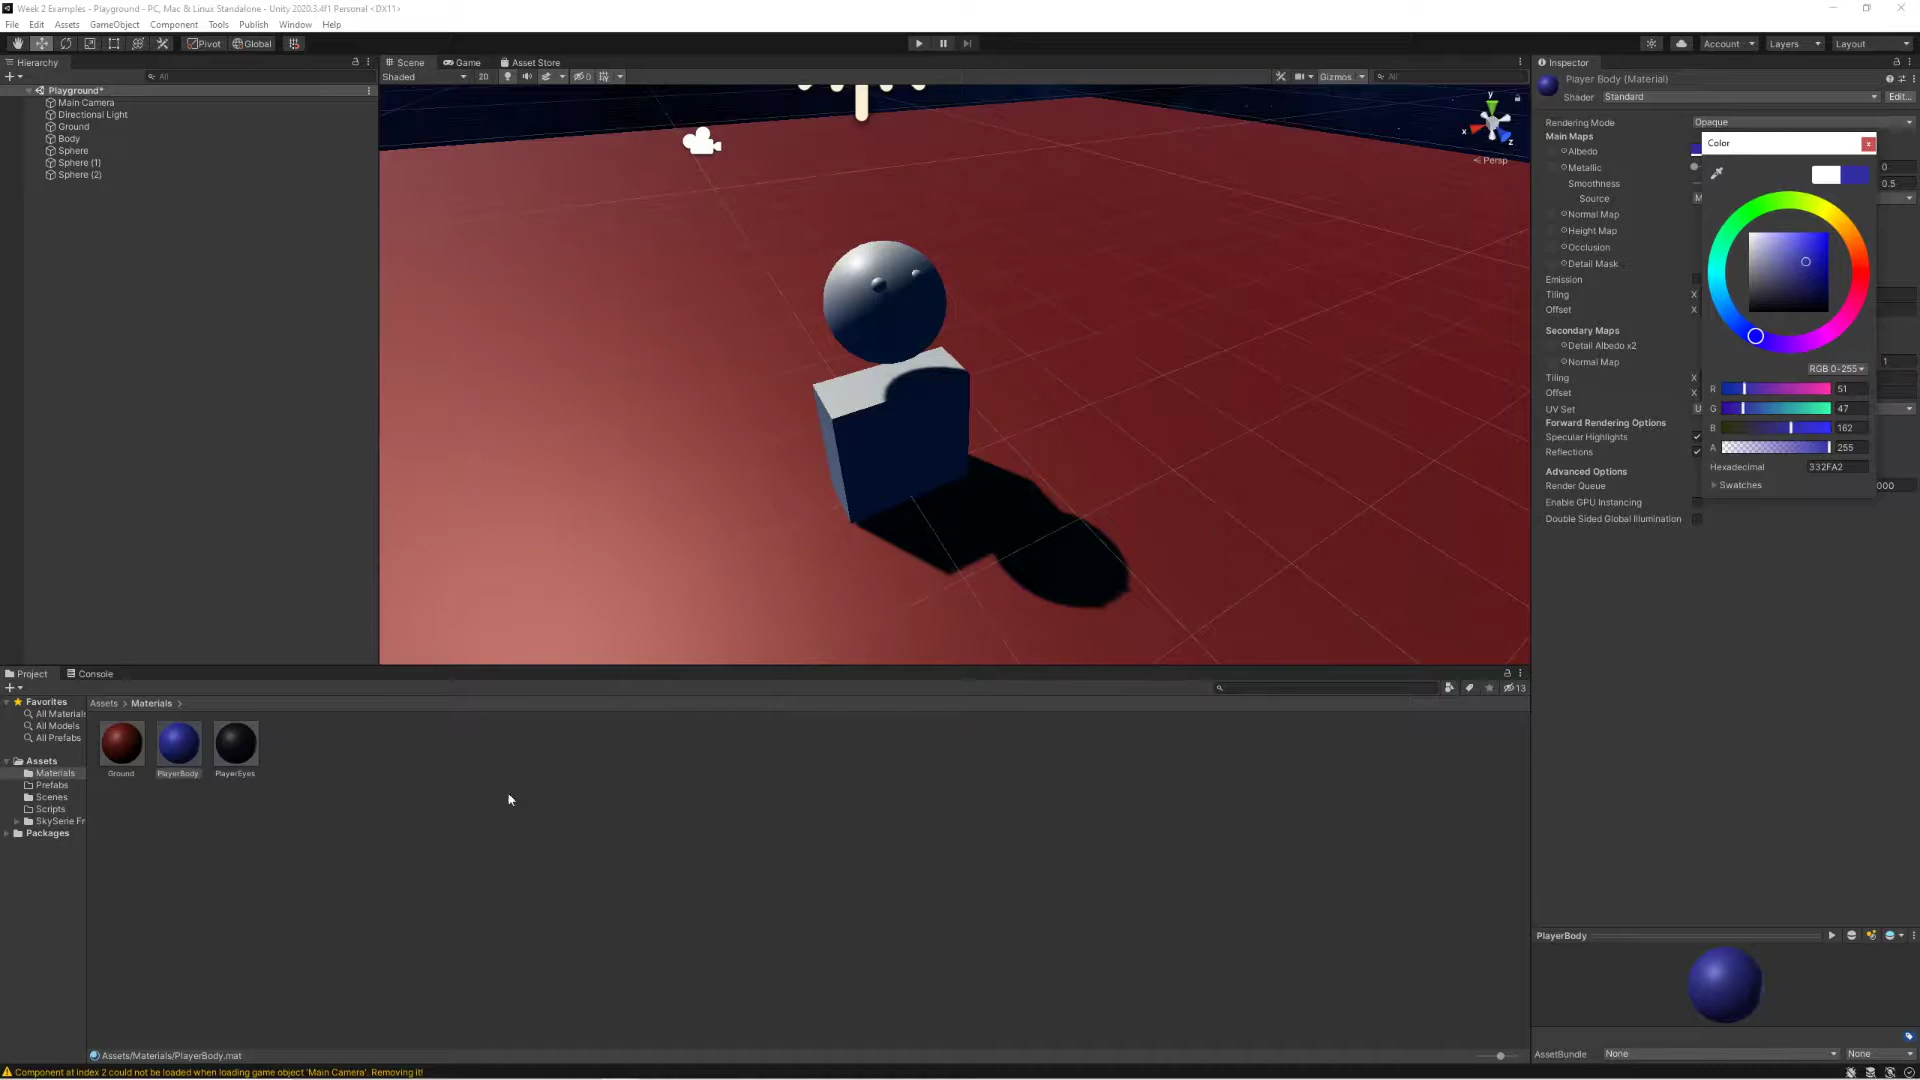 Week 2 Examples - Playground - PC, Mac & Linux Standalone - Unity 2020.3.4f1 Personal <DX11>
File Edit Assets GameObject Component Tools Publish Window Help
Pivot Global Account Layers Layout
Hierarchy
All
Playground*
Main Camera
Directional Light
Ground
Body
Sphere
Sphere (1)
Sphere (2)
Scene Game Asset Store
Shaded 2D 0 Gizmos All
y
x
z
Persp
Inspector
Player Body (Material)
Shader Standard Edit...
Rendering Mode Opaque
Main Maps
Albedo
Metallic 0
Smoothness 0.5
Source M
Normal Map
Height Map
Occlusion
Detail Mask
Emission
Tiling X
Offset X
Secondary Maps
Detail Albedo x2
Normal Map 1
Tiling X
Offset X
UV Set U
Forward Rendering Options
Specular Highlights
Reflections
Advanced Options
Render Queue 000
Enable GPU Instancing
Double Sided Global Illumination
Color
x
RGB 0-255
R 51
G 47
B 162
A 255
Hexadecimal 332FA2
Swatches
Project Console
13
Favorites
All Materials
All Models
All Prefabs
Assets
Materials
Prefabs
Scenes
Scripts
SkySerie Fr
Packages
Assets > Materials >
Ground PlayerBody PlayerEyes
Assets/Materials/PlayerBody.mat
PlayerBody
AssetBundle None None
Component at index 2 could not be loaded when loading game object 'Main Camera'. Removing it!